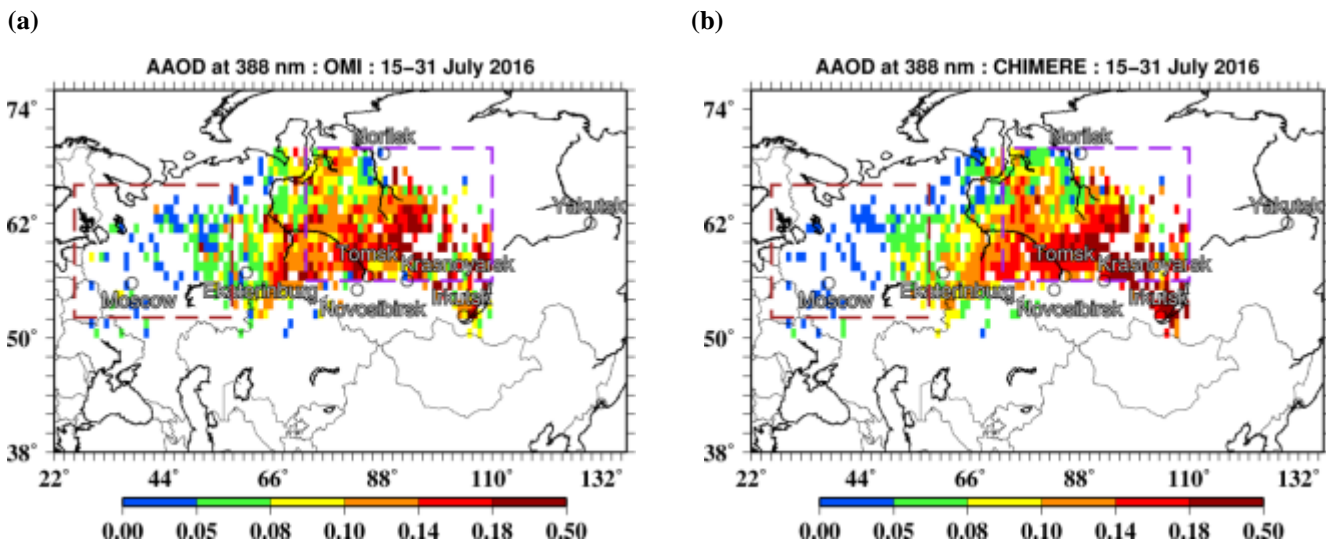 (a)
(b)
AAOD at 388 nm : OMI : 15−31 July 2016
AAOD at 388 nm : CHIMERE : 15−31 July 2016
74°
62°
50°
38°
22°
44°
66°
88°
110°
132°
Norilsk
Yakutsk
Tomsk
Krasnoyarsk
Moscow
Ekaterinburg
Irkutsk
Novosibirsk
0.00
0.05
0.08
0.10
0.14
0.18
0.50
74°
62°
50°
38°
22°
44°
66°
88°
110°
132°
Norilsk
Yakutsk
Tomsk
Krasnoyarsk
Moscow
Ekaterinburg
Irkutsk
Novosibirsk
0.00
0.05
0.08
0.10
0.14
0.18
0.50